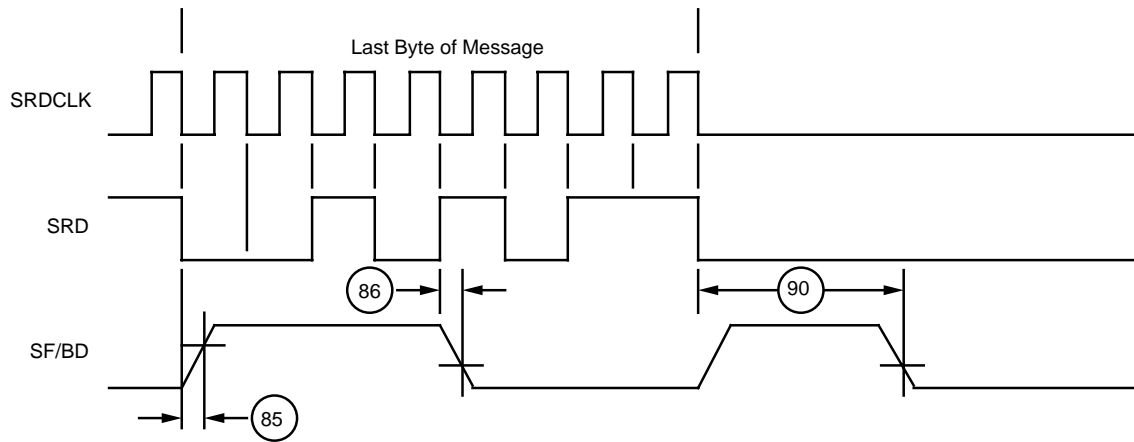 Last Byte of Message
SRDCLK
SRD
86
90
SF/BD
85